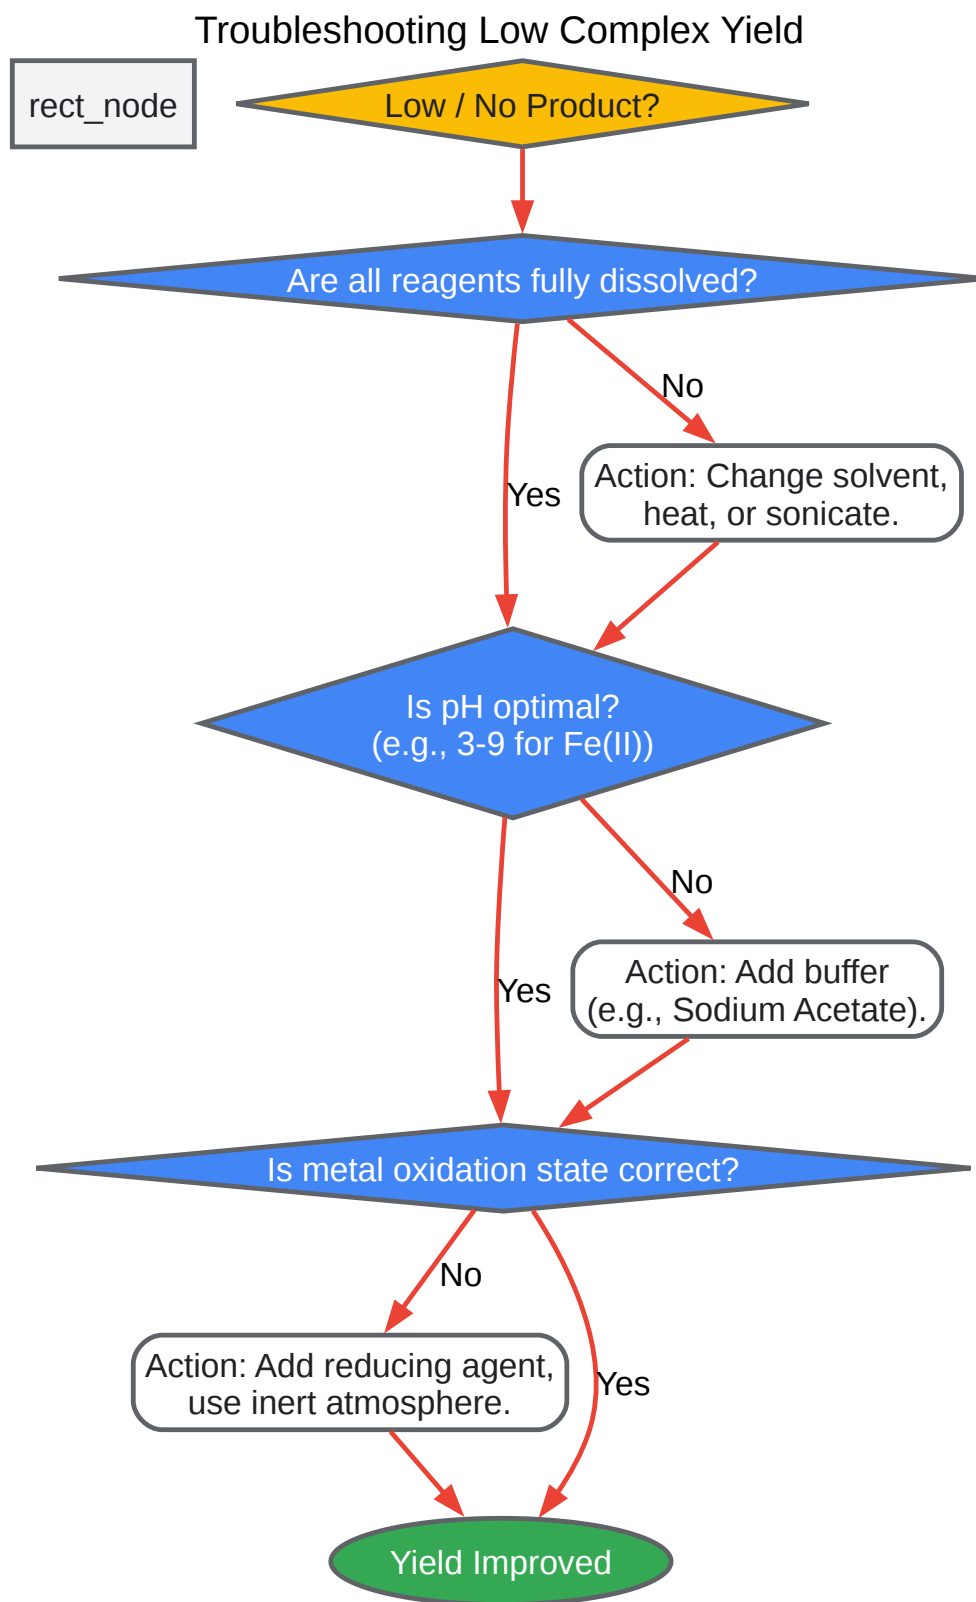 Troubleshooting Low Complex Yield
rect_node
Low / No Product?
Are all reagents fully dissolved?
No
Yes
Action: Change solvent,
heat, or sonicate.
Is pH optimal?
(e.g., 3-9 for Fe(II))
No
Yes
Action: Add buffer
(e.g., Sodium Acetate).
Is metal oxidation state correct?
No
Yes
Action: Add reducing agent,
use inert atmosphere.
Yield Improved